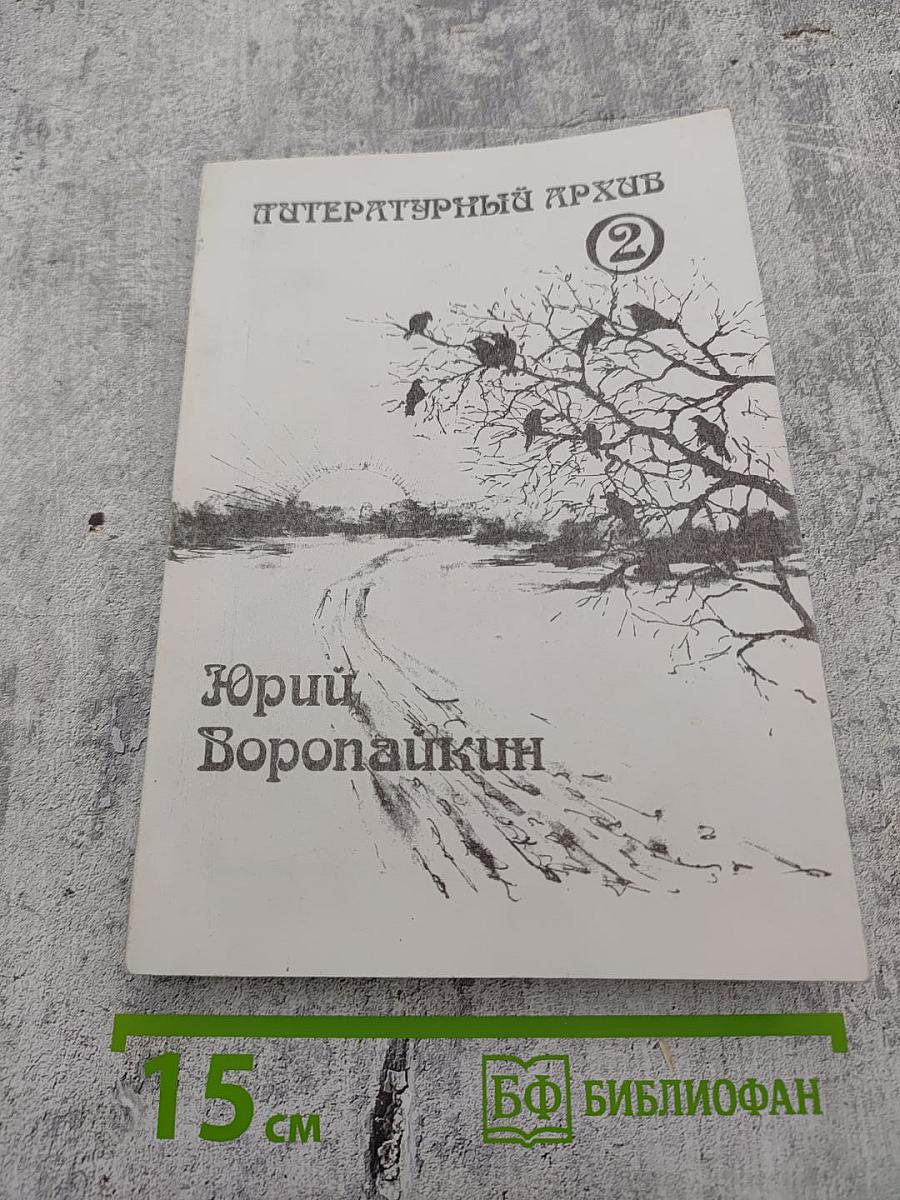 ЛИТЕРАТУРНЫЙ АРХИВ
2
Юрий
Воропайкин
15 см
БФ БИБЛИОФАН